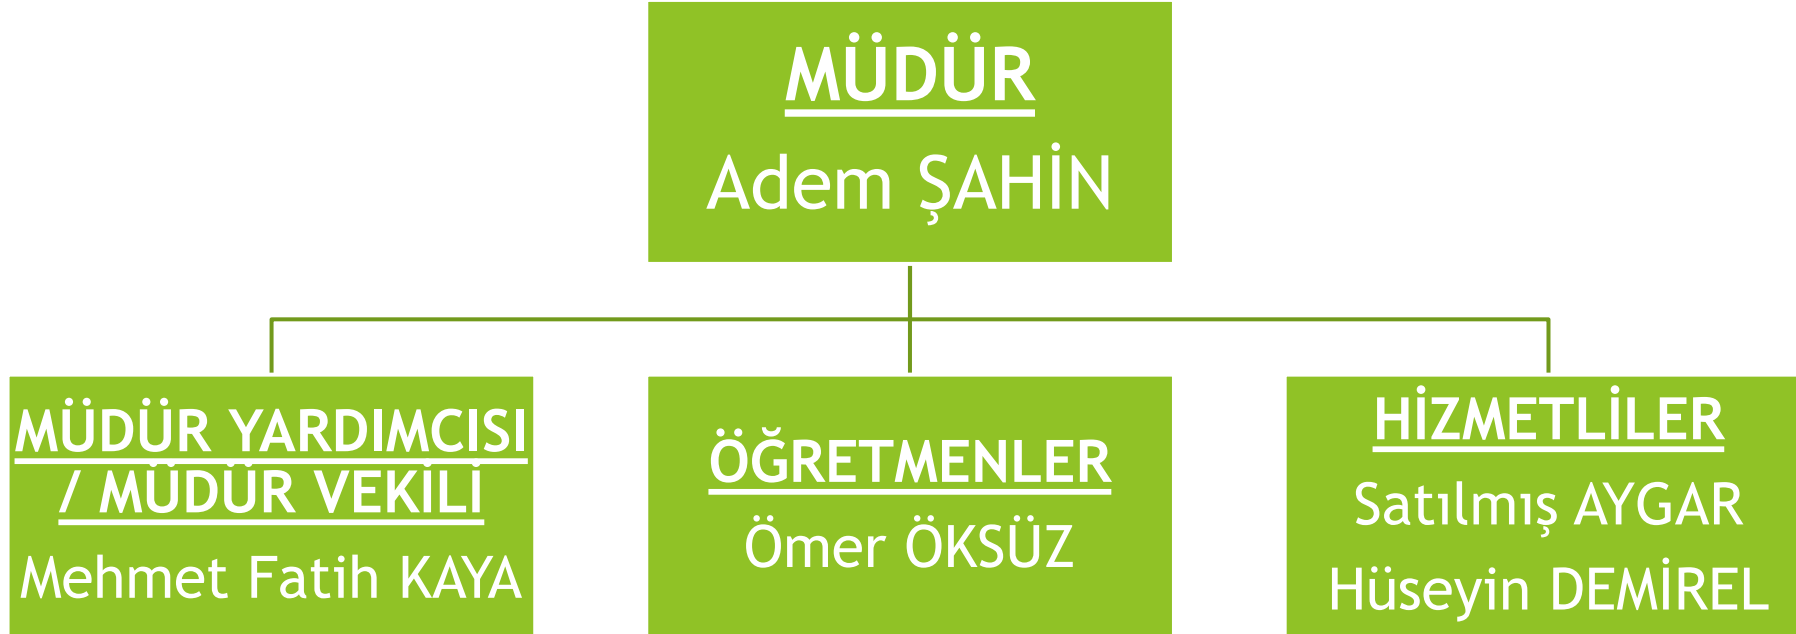 MÜDÜR
Adem ŞAHİN
MÜDÜR YARDIMCISI
/ MÜDÜR VEKİLİ
Mehmet Fatih KAYA
ÖĞRETMENLER
Ömer ÖKSÜZ
HİZMETLİLER
Satılmış AYGAR
Hüseyin DEMİREL